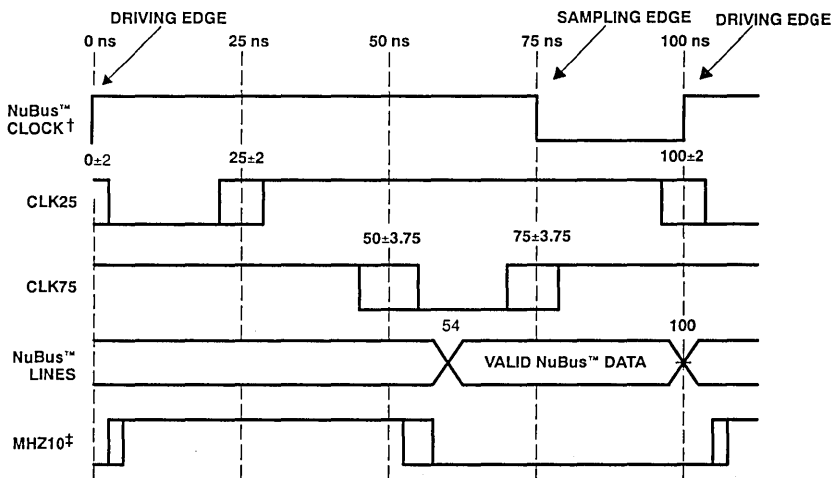 DRIVING EDGE
SAMPLING EDGE
DRIVING EDGE
0 ns
25 ns
50 ns
75 ns
100 ns
NuBus™
CLOCK†
0±2
25±2
100±2
CLK25
50±3.75
75±3.75
CLK75
54
100
NuBus™
LINES
VALID NuBus™ DATA
MHZ10‡